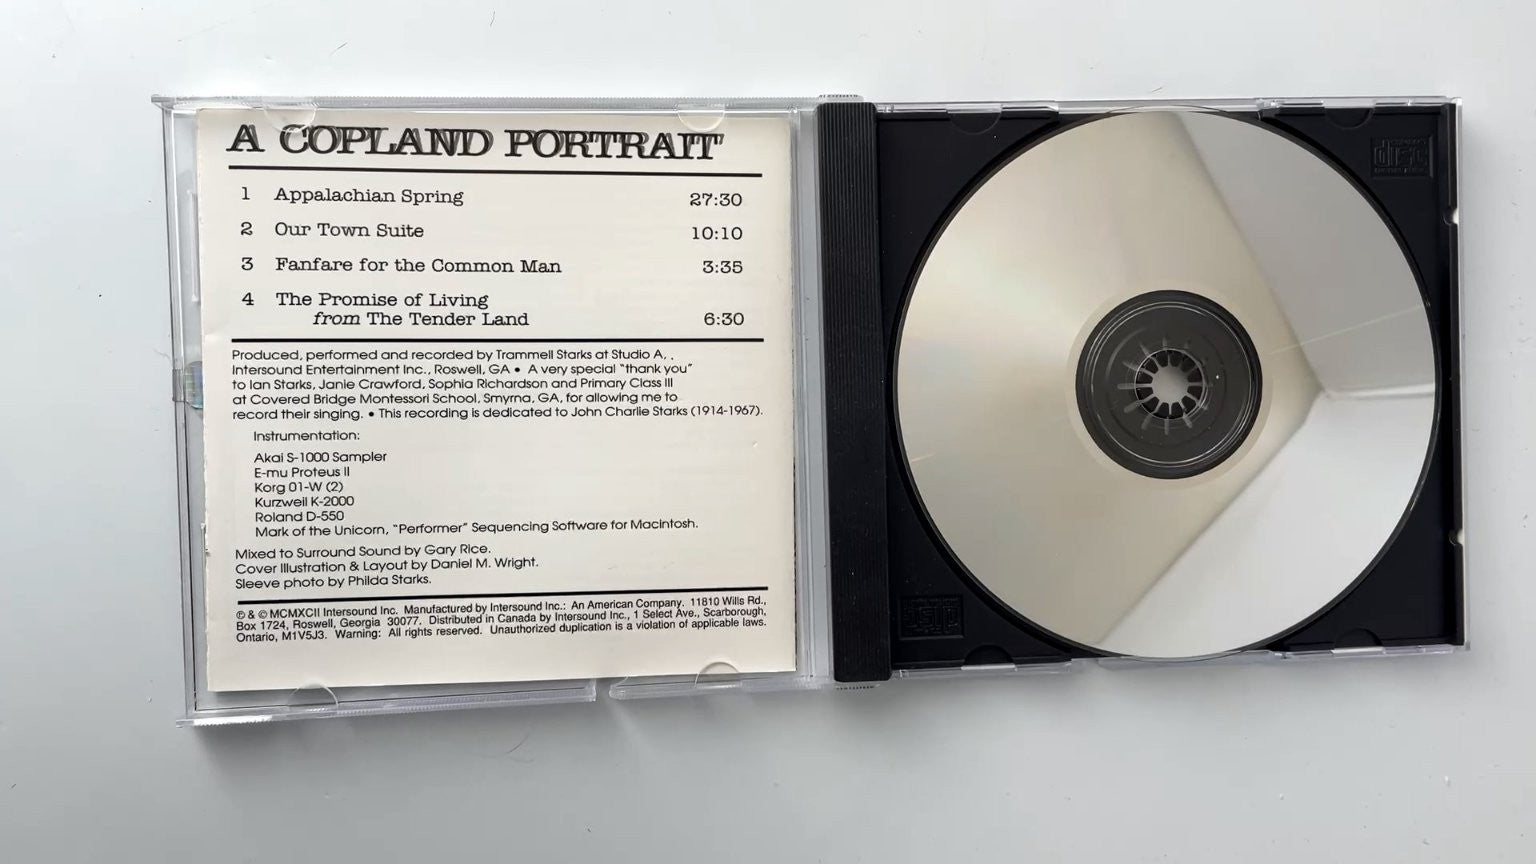 A COPLAND PORTRAIT
1 Appalachian Spring 27:30
2 Our Town Suite 10:10
3 Fanfare for the Common Man 3:35
4 The Promise of Living
from The Tender Land 6:30
Produced, performed and recorded by Trammell Starks at Studio A, .
Intersound Entertainment Inc., Roswell, GA • A very special "thank you"
to Ian Starks, Janie Crawford, Sophia Richardson and Primary Class III
at Covered Bridge Montessori School, Smyrna, GA, for allowing me to
record their singing. • This recording is dedicated to John Charlie Starks (1914-1967).
Instrumentation:
Akai S-1000 Sampler
E-mu Proteus II
Korg 01-W (2)
Kurzweil K-2000
Roland D-550
Mark of the Unicorn, "Performer" Sequencing Software for Macintosh.
Mixed to Surround Sound by Gary Rice.
Cover Illustration & Layout by Daniel M. Wright.
Sleeve photo by Philda Starks.
℗ & © MCMXCII Intersound Inc. Manufactured by Intersound Inc.: An American Company. 11810 Wills Rd.,
Box 1724, Roswell, Georgia 30077. Distributed in Canada by Intersound Inc., 1 Select Ave., Scarborough,
Ontario, M1V5J3. Warning: All rights reserved. Unauthorized duplication is a violation of applicable laws.
disc